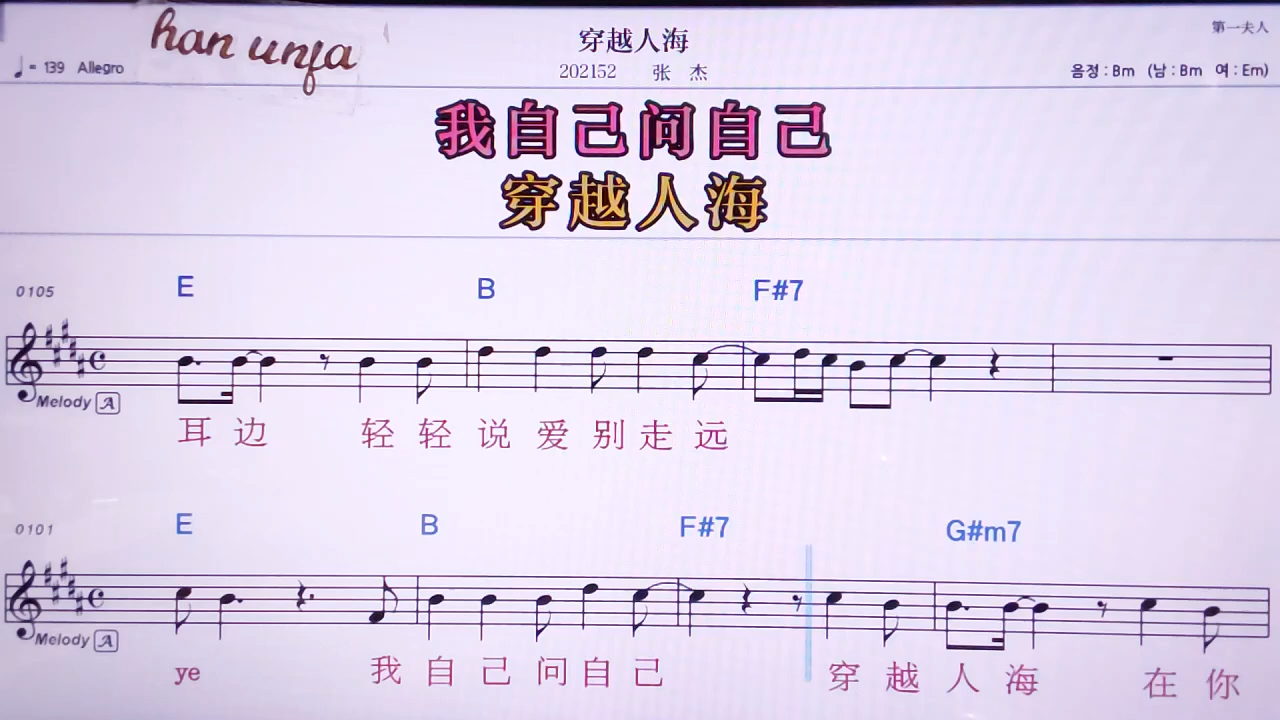 han unfa
穿越人海
第一夫人
♩= 139 Allegro
202152 张 杰
음정 : Bm (남 : Bm 여 : Em)
我自己问自己
穿越人海
0105 E B F#7
Melody A
耳 边 轻 轻 说 爱 别 走 远
0101 E B F#7 G#m7
Melody A
ye 我 自 己 问 自 己 穿 越 人 海 在 你